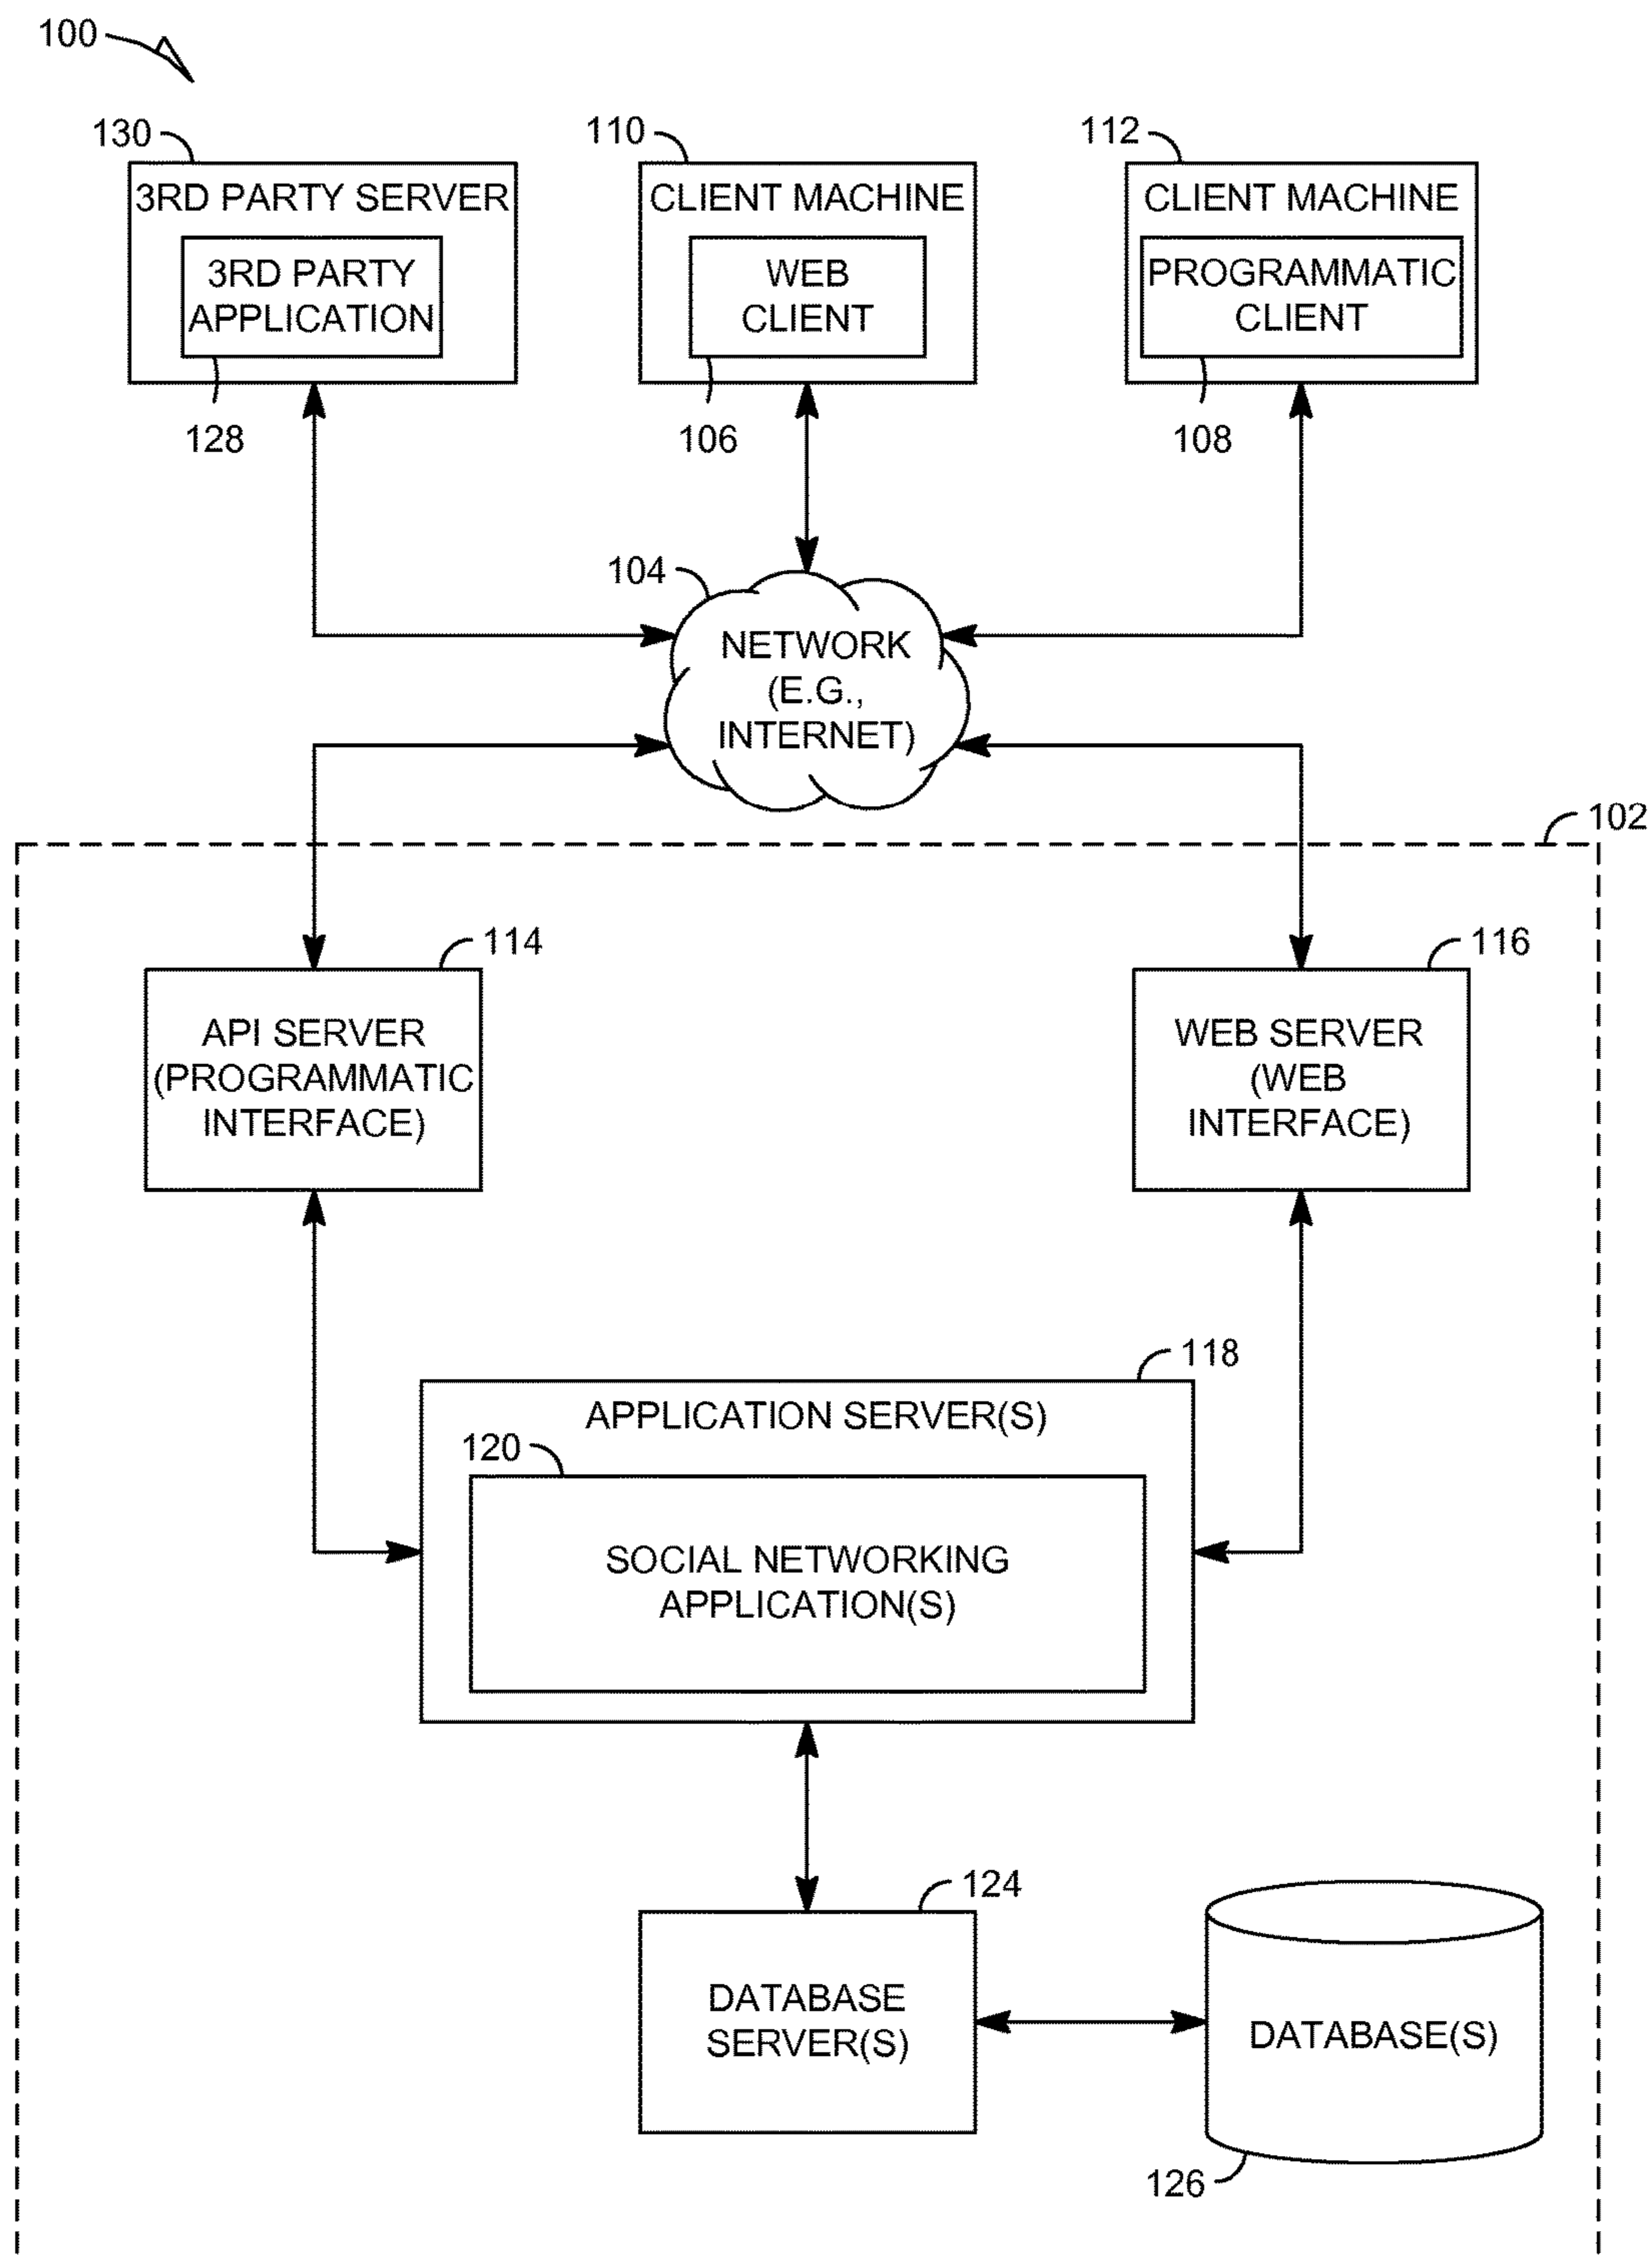 100
130
110
112
3RD PARTY SERVER
CLIENT MACHINE
CLIENT MACHINE
3RD PARTY
APPLICATION
WEB
CLIENT
PROGRAMMATIC
CLIENT
128
106
108
104
NETWORK
(E.G.,
INTERNET)
102
114
116
API SERVER
(PROGRAMMATIC
INTERFACE)
WEB SERVER
(WEB
INTERFACE)
118
APPLICATION SERVER(S)
120
SOCIAL NETWORKING
APPLICATION(S)
124
DATABASE
SERVER(S)
DATABASE(S)
126